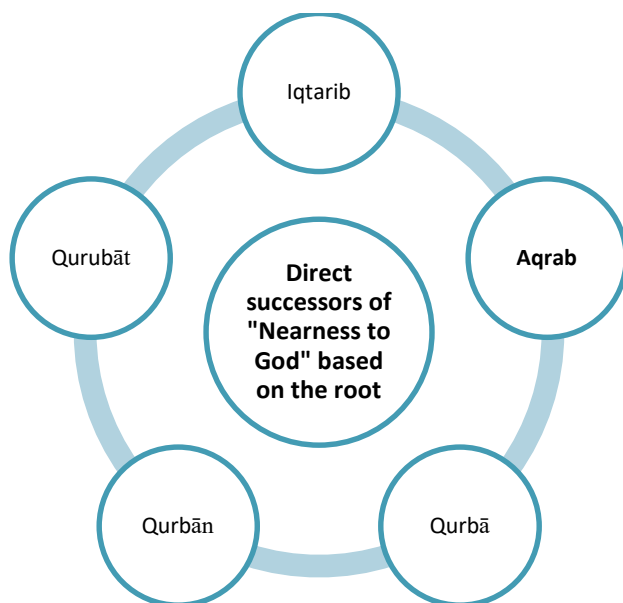 Iqtarib
Qurubāt
Aqrab
Direct
successors of
"Nearness to
God" based
on the root
Qurbān
Qurbā